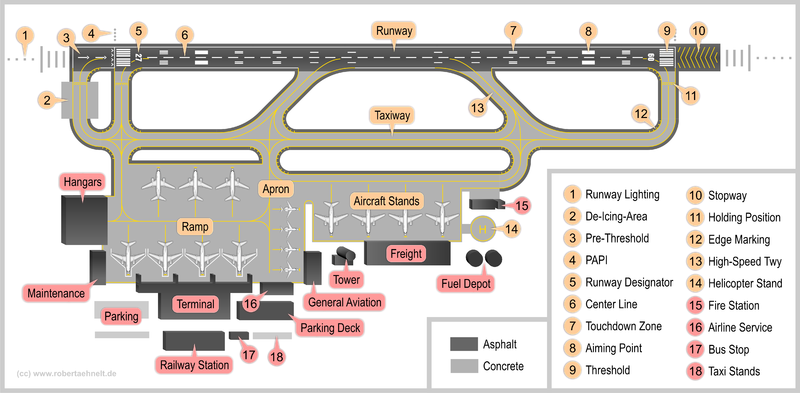 1
3
4
5
6
Runway
7
8
9
10
27
09
2
13
11
Taxiway
12
Hangars
Apron
Ramp
Aircraft Stands
15
H
14
Maintenance
Terminal
16
General Aviation
Tower
Freight
Fuel Depot
Parking
Parking Deck
Railway Station
17
18
Asphalt
Concrete
1 Runway Lighting
2 De-Icing-Area
3 Pre-Threshold
4 PAPI
5 Runway Designator
6 Center Line
7 Touchdown Zone
8 Aiming Point
9 Threshold
10 Stopway
11 Holding Position
12 Edge Marking
13 High-Speed Twy
14 Helicopter Stand
15 Fire Station
16 Airline Service
17 Bus Stop
18 Taxi Stands
(cc) www.robertaehnelt.de